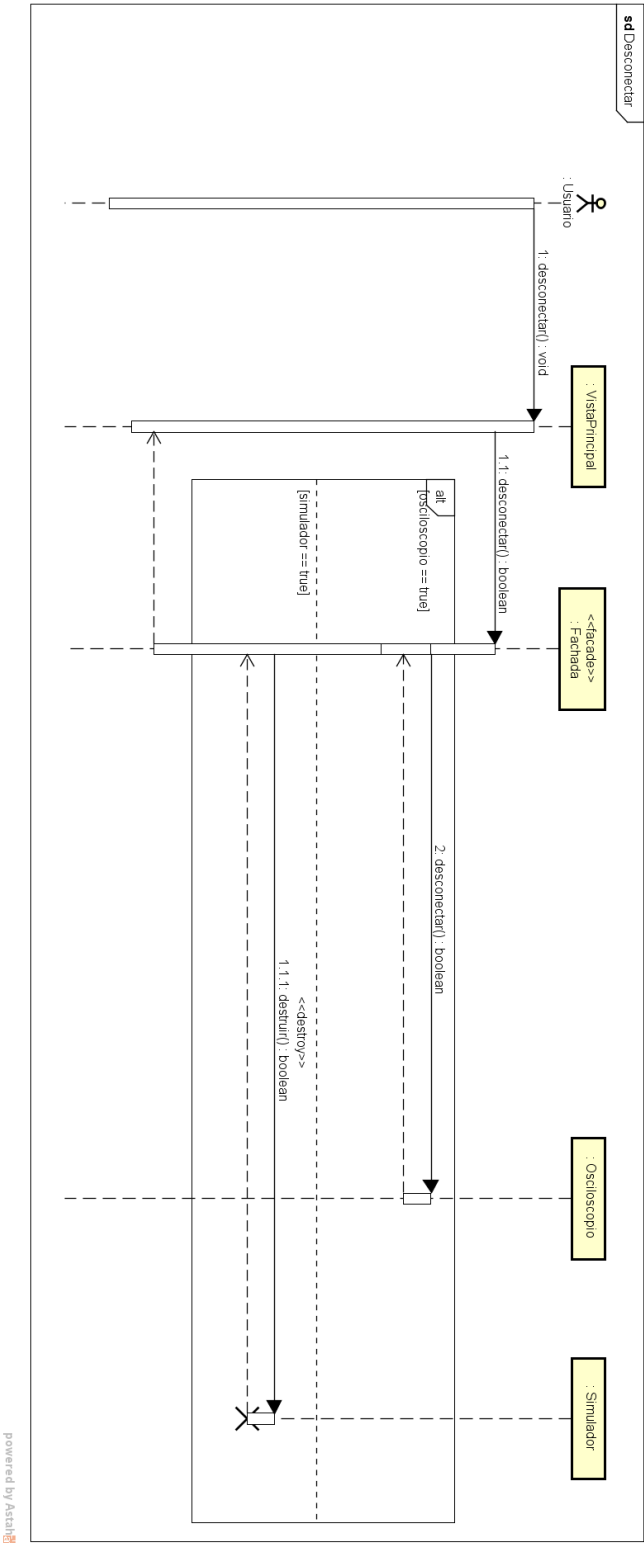 sd Desconectar
: Usuario
: VistaPrincipal
<<facade>>
: Fachada
: Osciloscopio
: Simulador
1: desconectar() : void
1.1: desconectar() : boolean
alt
[osciloscopio == true]
2: desconectar() : boolean
[simulador == true]
<<destroy>>
1.1.1: destruir() : boolean
powered by Astah